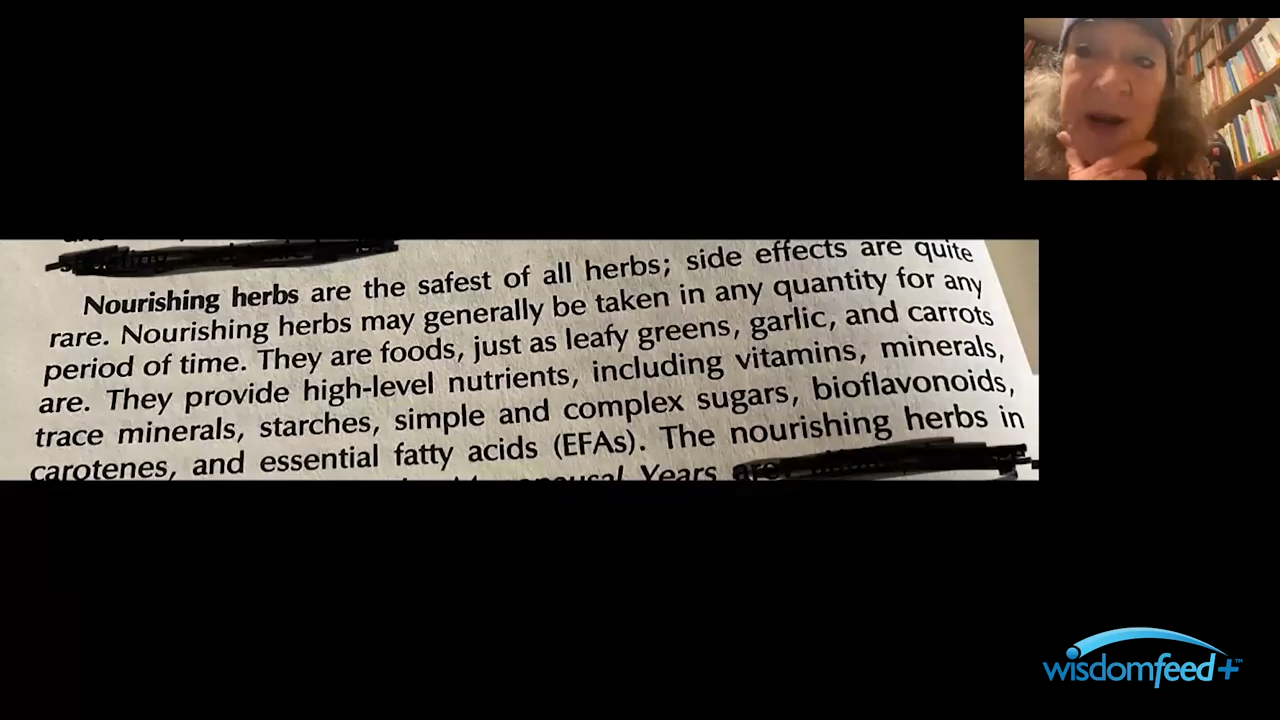 Nourishing herbs are the safest of all herbs; side effects are quite
rare. Nourishing herbs may generally be taken in any quantity for any
period of time. They are foods, just as leafy greens, garlic, and carrots
are. They provide high-level nutrients, including vitamins, minerals,
trace minerals, starches, simple and complex sugars, bioflavonoids,
carotenes, and essential fatty acids (EFAs). The nourishing herbs in
Years are
wisdomfeed+™